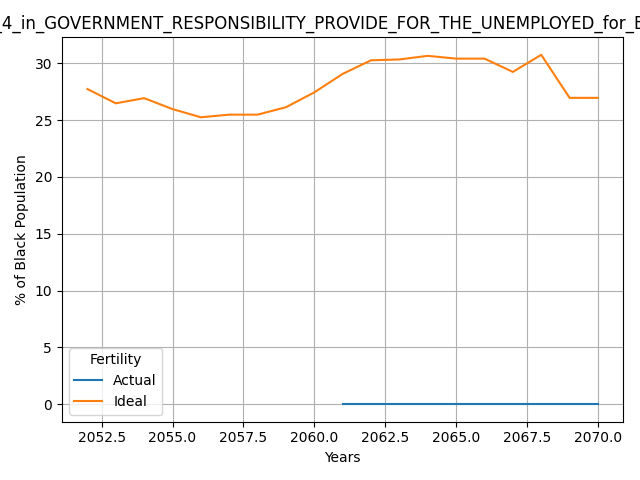 _4_in_GOVERNMENT_RESPONSIBILITY_PROVIDE_FOR_THE_UNEMPLOYED_for_
30
25
20
15
10
5
0
% of Black Population
Fertility
Actual
Ideal
2052.5 2055.0 2057.5 2060.0 2062.5 2065.0 2067.5 2070.0
Years